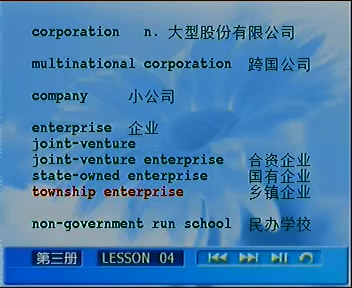 corporation n. 大型股份有限公司
multinational corporation 跨国公司
company 小公司
enterprise 企业
joint-venture
joint-venture enterprise 合资企业
state-owned enterprise 国有企业
township enterprise 乡镇企业
non-government run school 民办学校
第三册 LESSON 04